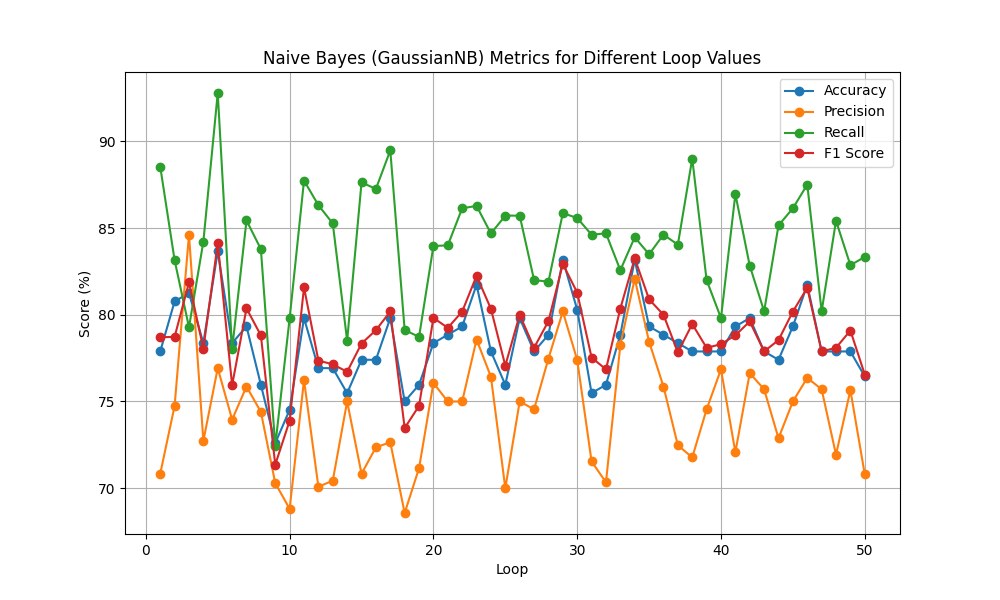 Naive Bayes (GaussianNB) Metrics for Different Loop Values
Accuracy
Precision
Recall
F1 Score
90
85
80
75
70
Score (%)
0 10 20 30 40 50
Loop